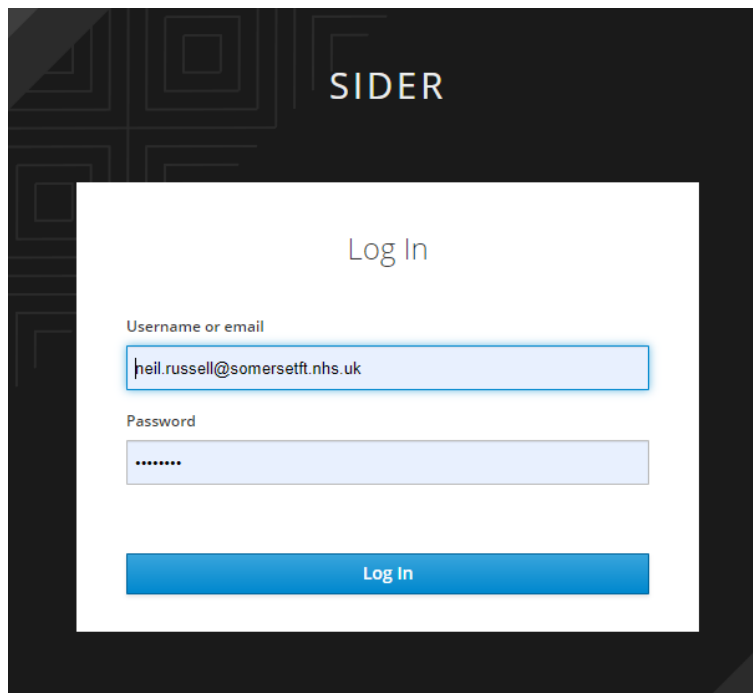 SIDER
Log In
Username or email
neil.russell@somersetft.nhs.uk
Password
••••••••
Log In